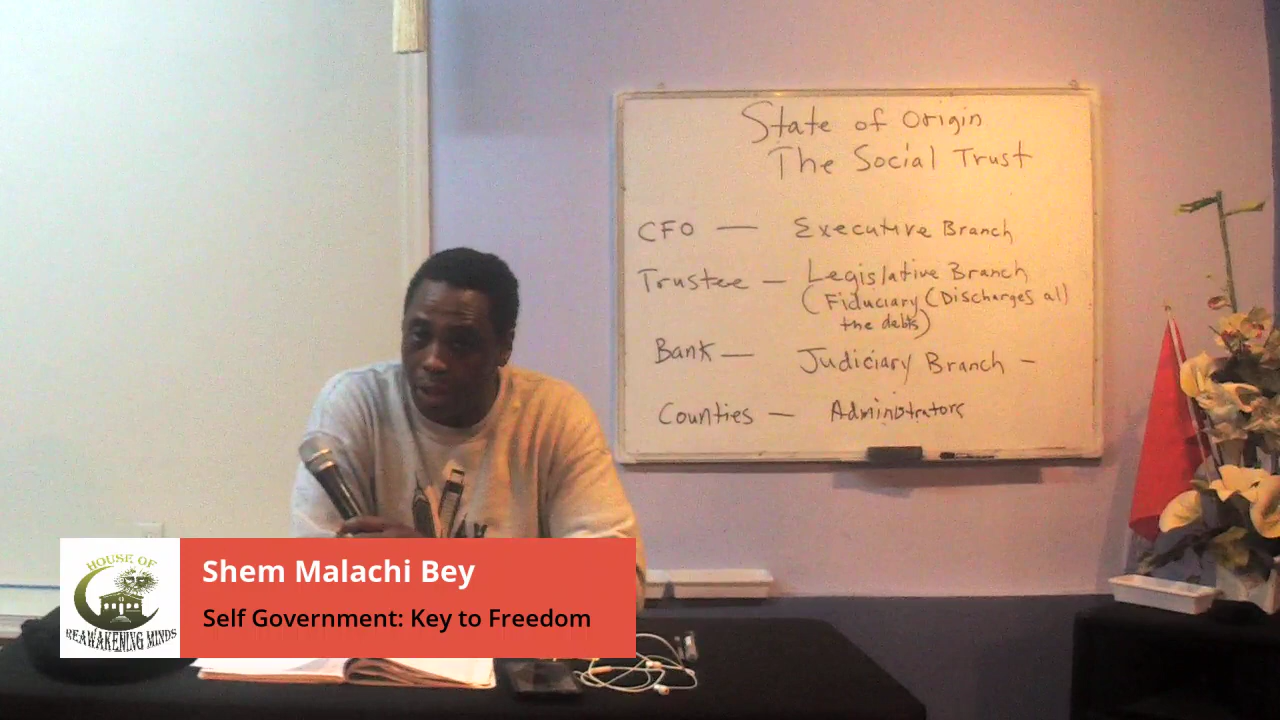 State of Origin
The Social Trust
CFO — Executive Branch
Trustee — Legislative Branch
(Fiduciary (Discharges all
the debts)
Bank — Judiciary Branch –
Counties — Administrators
HOUSE OF
REAWAKENING MINDS
Shem Malachi Bey
Self Government: Key to Freedom